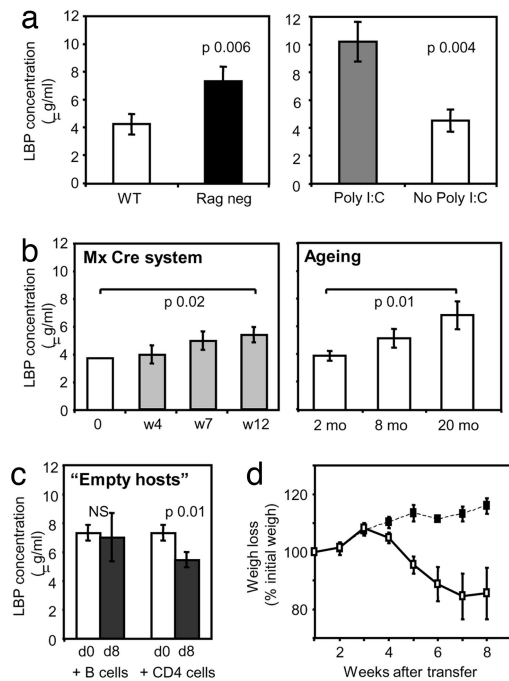 a
LBP concentration
(μg/ml)
12
10
8
6
4
2
0
p 0.006
WT
Rag neg
12
10
8
6
4
2
0
p 0.004
Poly I:C
No Poly I:C
b
LBP concentration
(μg/ml)
12
10
8
6
4
2
0
Mx Cre system
p 0.02
0
w4
w7
w12
12
10
8
6
4
2
0
Ageing
p 0.01
2 mo
8 mo
20 mo
c
LBP concentration
(μg/ml)
12
10
8
6
4
2
0
"Empty hosts"
NS
p 0.01
d0 d8
d0 d8
+ B cells
+ CD4 cells
d
Weigh loss
(% initial weigh)
120
100
80
2 4 6 8
Weeks after transfer